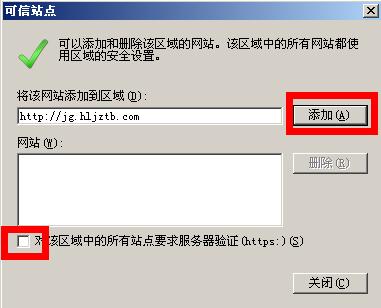 可信站点
可以添加和删除该区域的网站。该区域中的所有网站都使
用区域的安全设置。
将该网站添加到区域(D):
http://jg.hljztb.com
添加(A)
网站(W):
删除(R)
对该区域中的所有站点要求服务器验证(https:)(S)
关闭(C)